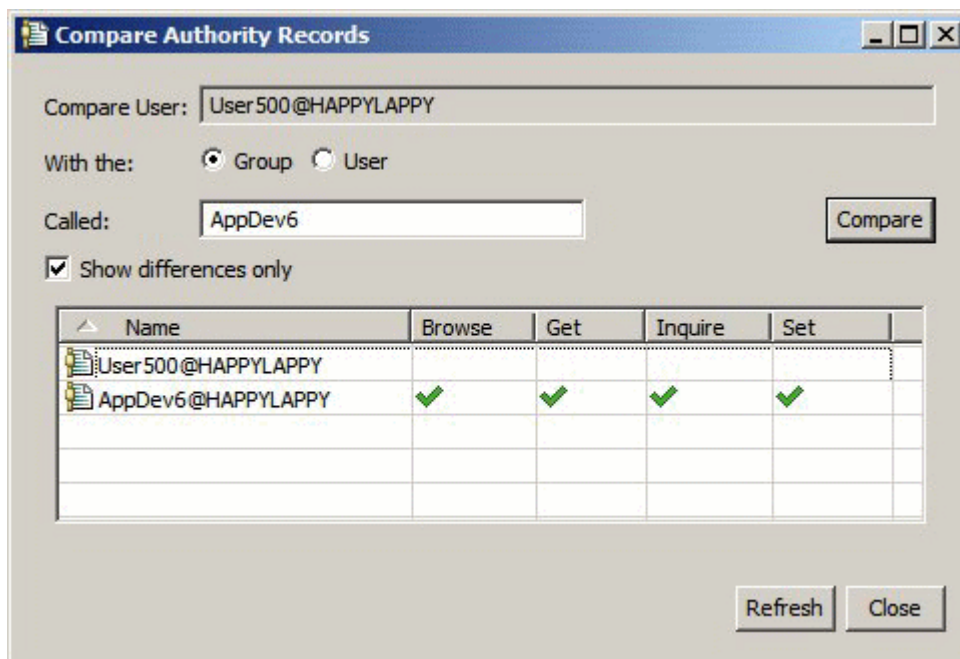 Compare Authority Records
Compare User: User500@HAPPYLAPPY
With the: Group User
Called: AppDev6 Compare
Show differences only
Name Browse Get Inquire Set
User500@HAPPYLAPPY
AppDev6@HAPPYLAPPY
Refresh Close